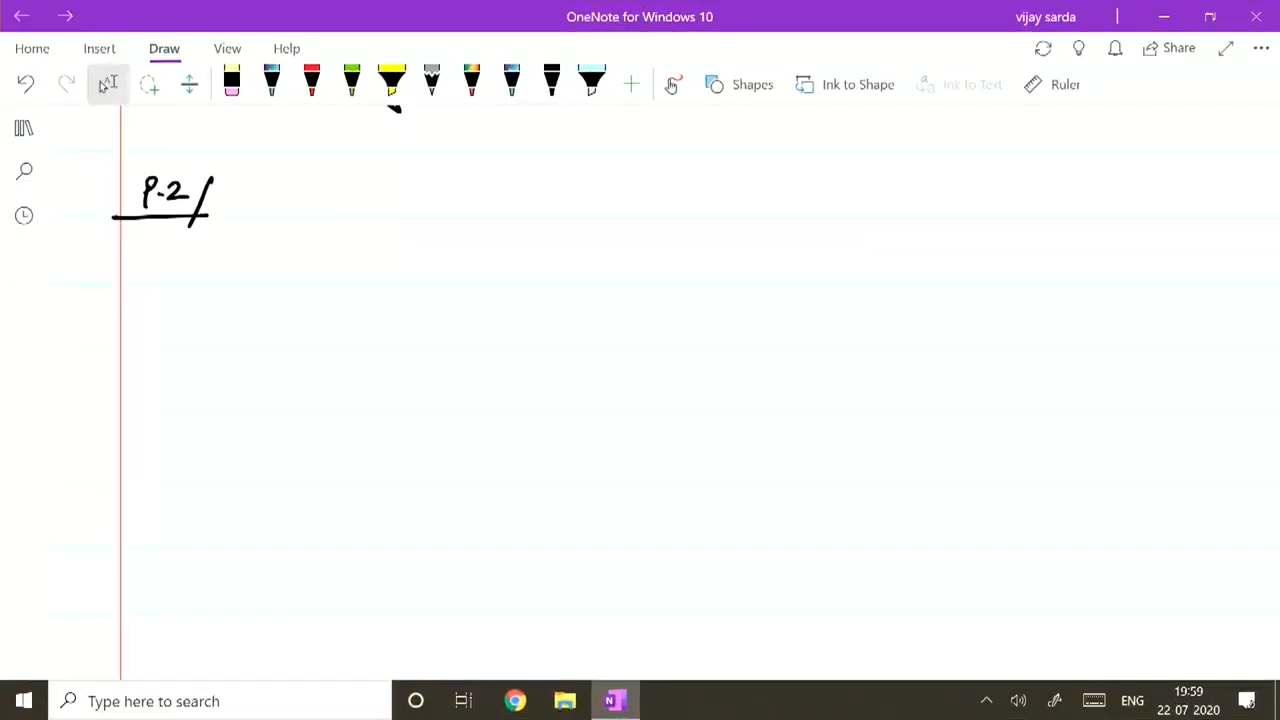 OneNote for Windows 10
vijay sarda
Home Insert Draw View Help
Share
Shapes
Ink to Shape
Ink to Text
Ruler
P-2/
Type here to search
ENG
19:59
22-07-2020